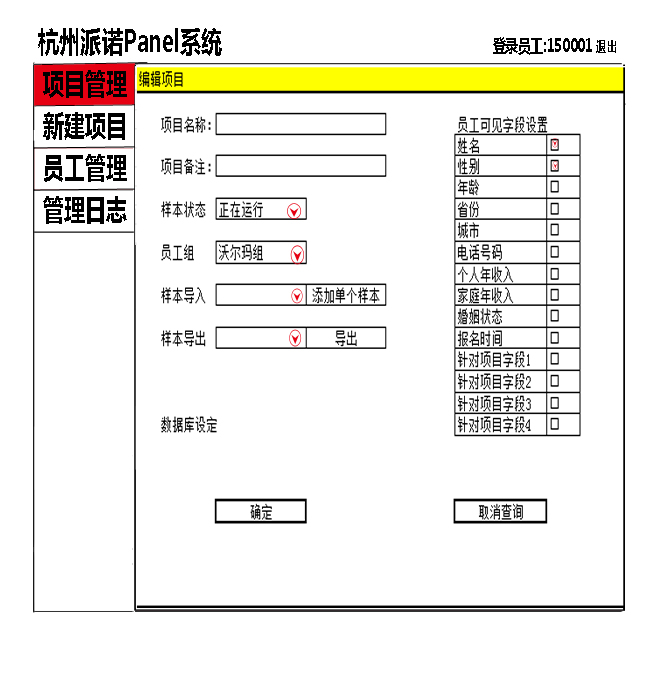 杭州派诺Panel系统
登录员工:150001 退出
项目管理
新建项目
员工管理
管理日志
编辑项目
项目名称:
项目备注:
样本状态 正在运行
员工组 沃尔玛组
样本导入 添加单个样本
样本导出 导出
数据库设定
员工可见字段设置
姓名
性别
年龄
省份
城市
电话号码
个人年收入
家庭年收入
婚姻状态
报名时间
针对项目字段1
针对项目字段2
针对项目字段3
针对项目字段4
确定
取消查询